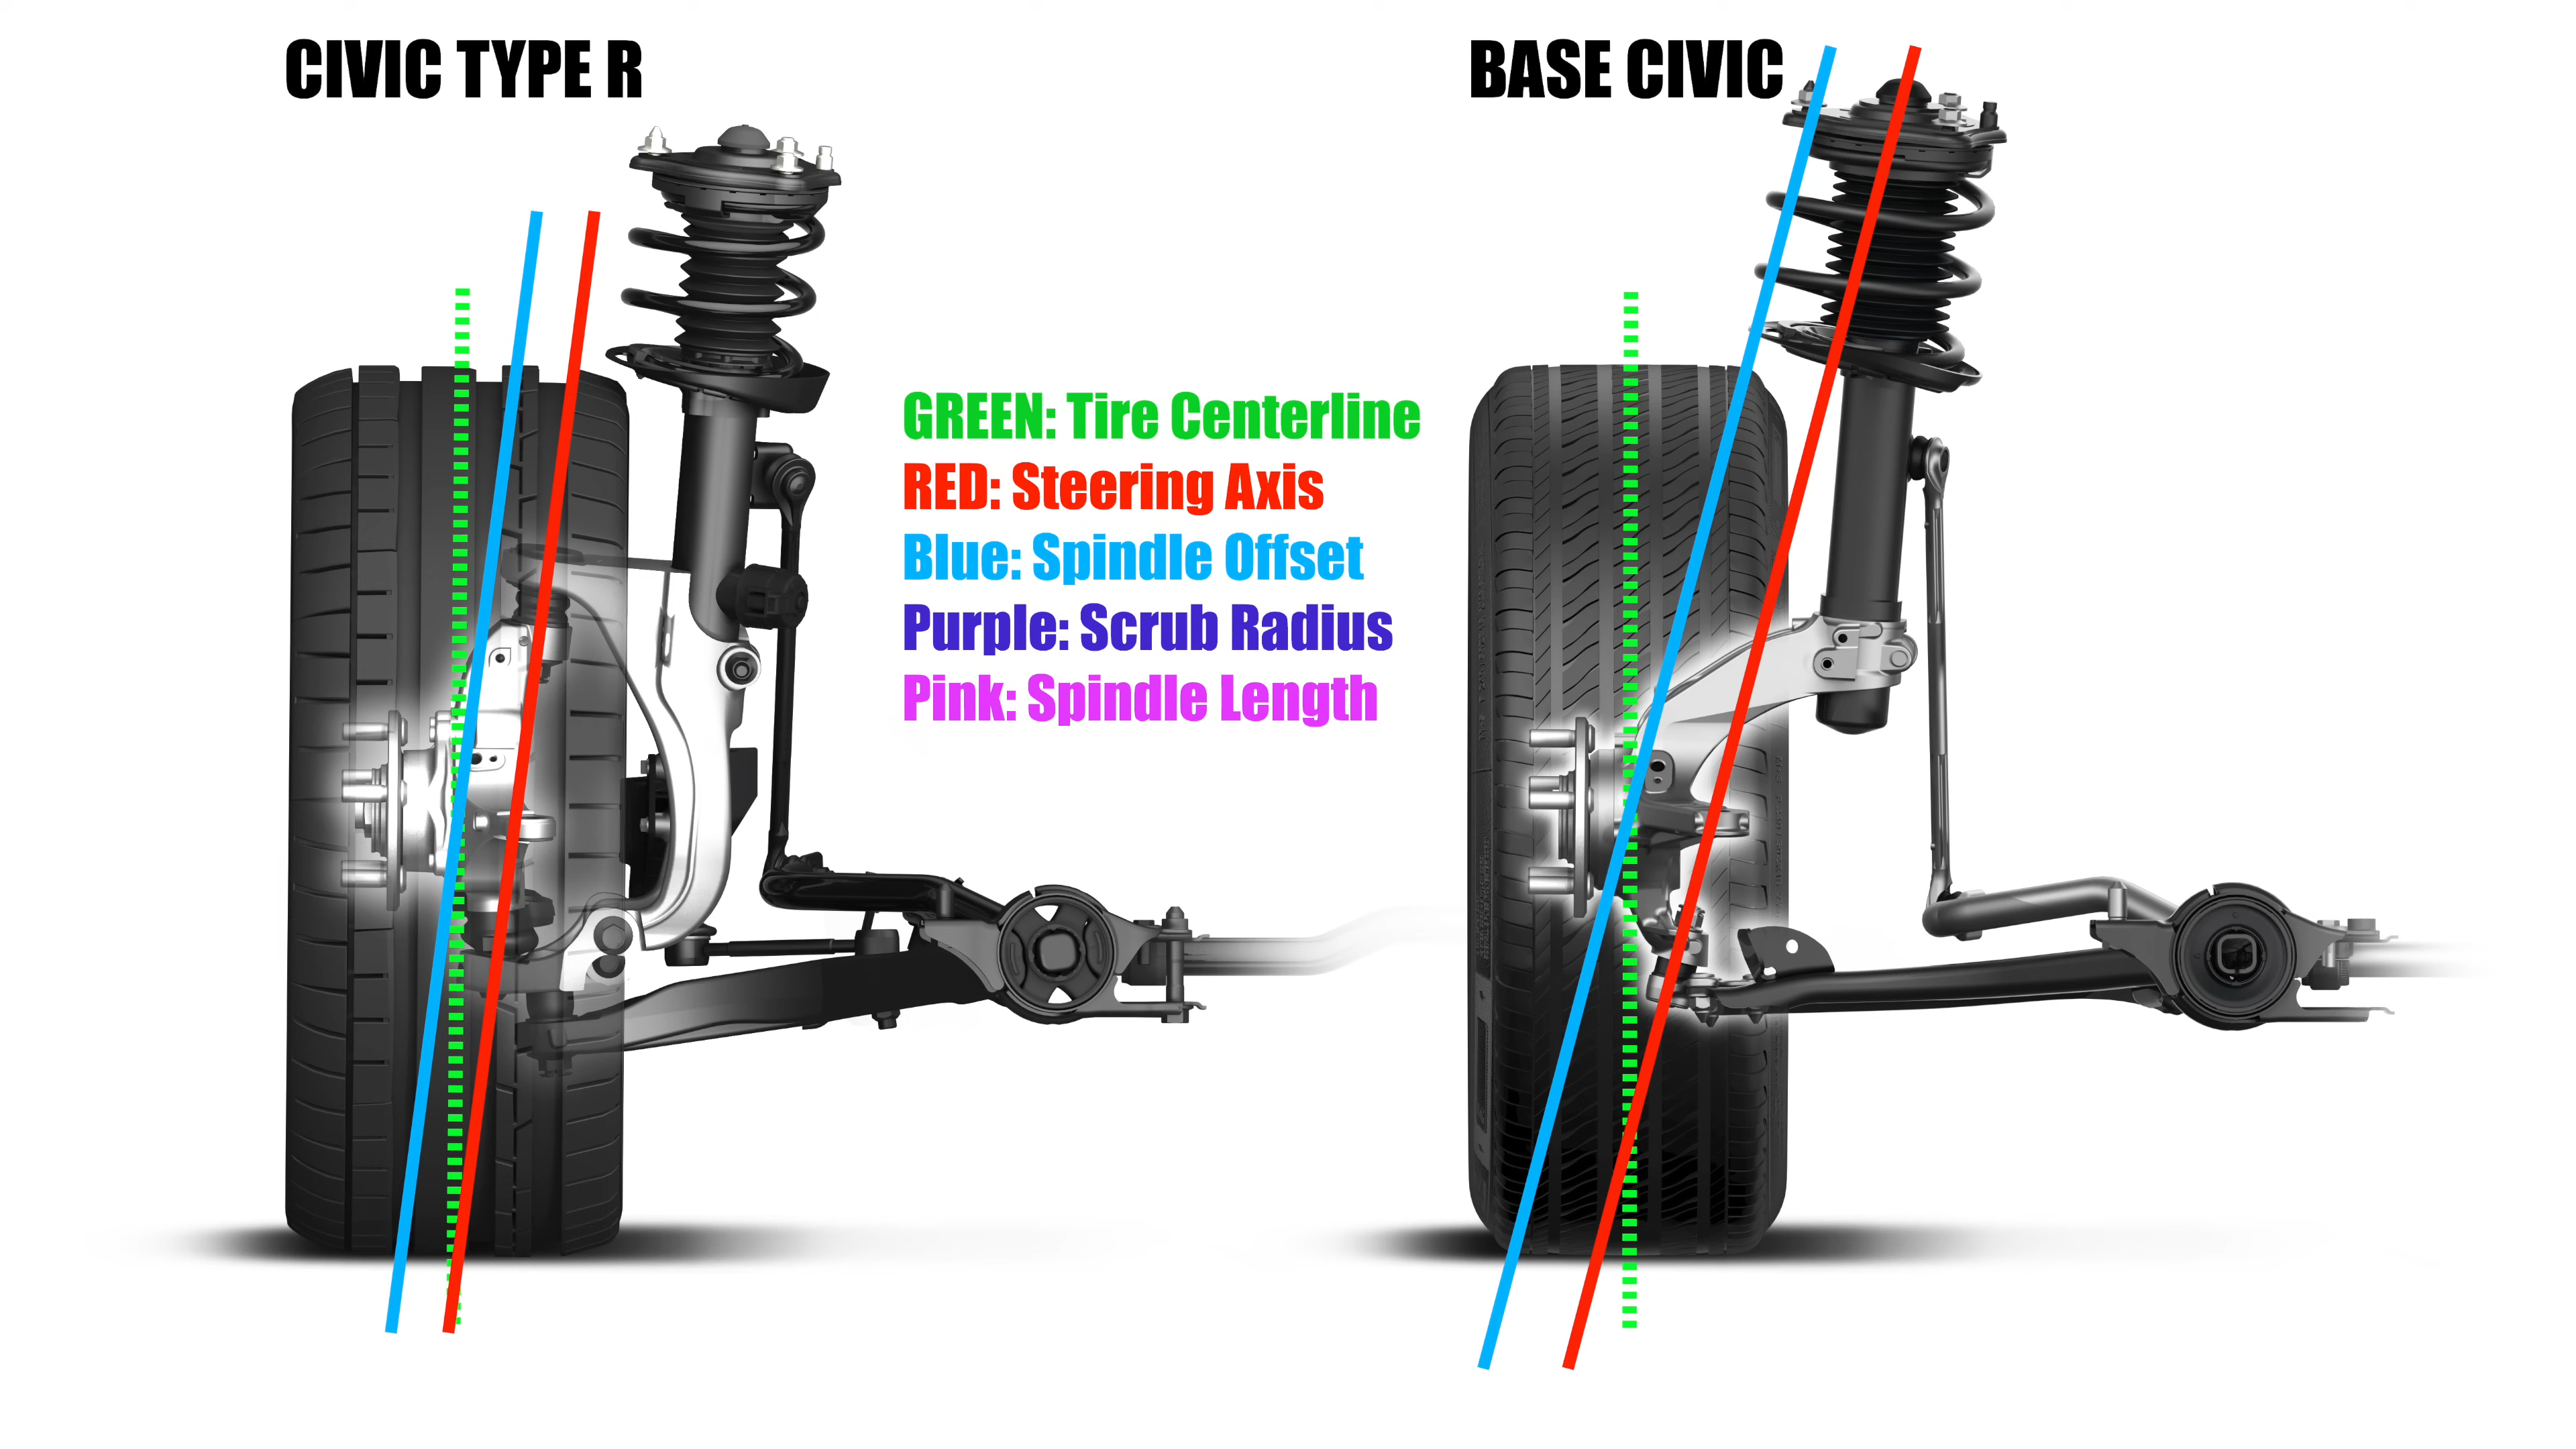 CIVIC TYPE R
BASE CIVIC
GREEN: Tire Centerline
RED: Steering Axis
Blue: Spindle Offset
Purple: Scrub Radius
Pink: Spindle Length